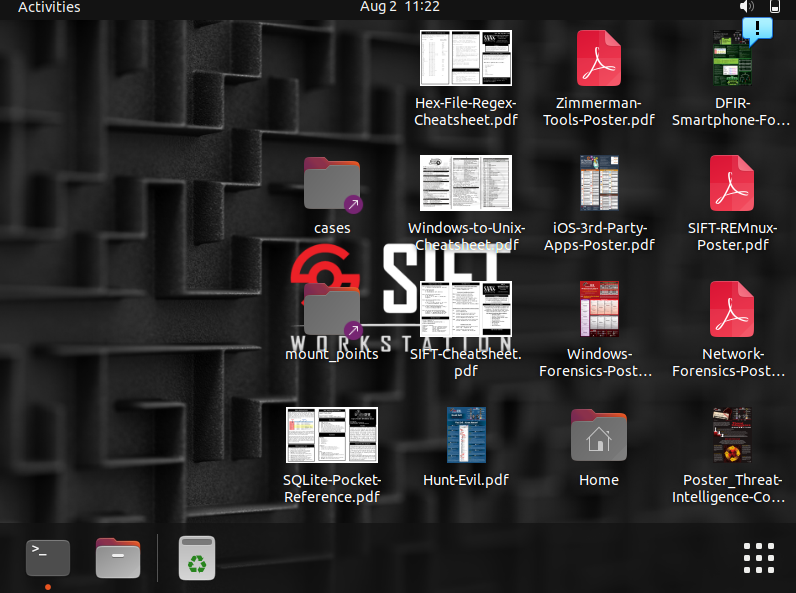 Activities
Aug 2 11:22
Hex-File-Regex-
Cheatsheet.pdf
Zimmerman-
Tools-Poster.pdf
DFIR-
Smartphone-Fo...
cases
Windows-to-Unix-
Cheatsheet.pdf
iOS-3rd-Party-
Apps-Poster.pdf
SIFT-REMnux-
Poster.pdf
SIFT
WORKSTATION
mount_points
SIFT-Cheatsheet.
pdf
Windows-
Forensics-Post...
Network-
Forensics-Post...
SQLite-Pocket-
Reference.pdf
Hunt-Evil.pdf
Home
Poster_Threat-
Intelligence-Co...
>_